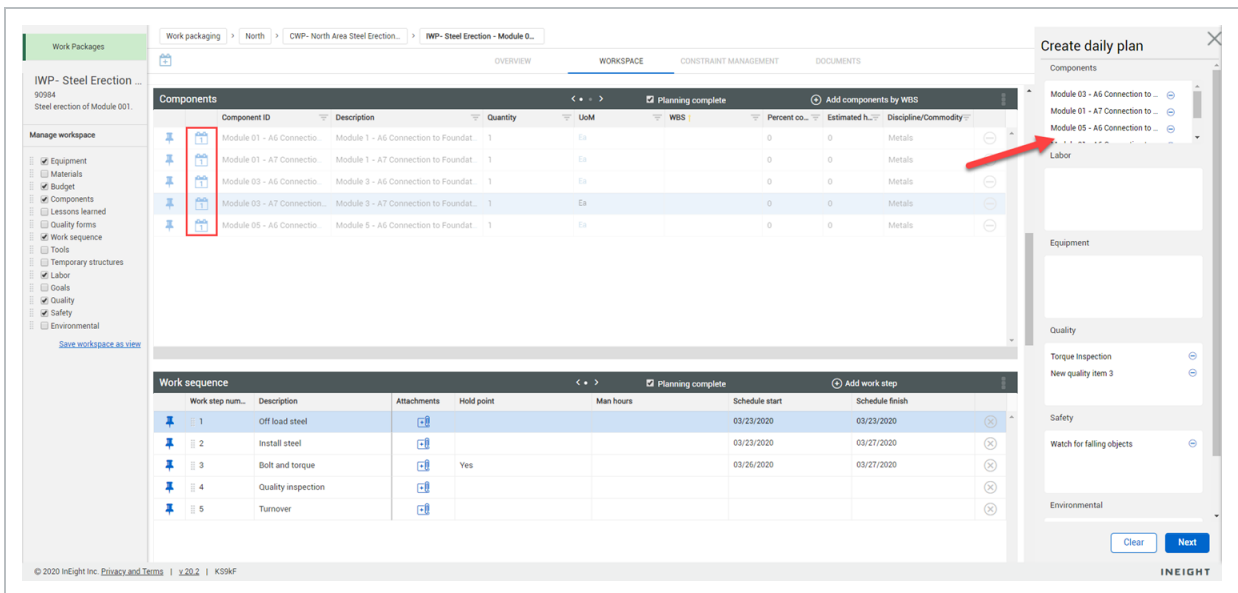 Work Packages
Work packaging > North > CWP- North Area Steel Erection... > IWP- Steel Erection - Module 0...
OVERVIEW WORKSPACE CONSTRAINT MANAGEMENT DOCUMENTS
IWP- Steel Erection ...
90984
Steel erection of Module 001.
Manage workspace
Equipment
Materials
Budget
Components
Lessons learned
Quality forms
Work sequence
Tools
Temporary structures
Labor
Goals
Quality
Safety
Environmental
Save workspace as view
Components < > Planning complete Add components by WBS
Component ID Description Quantity UoM WBS Percent co... Estimated h... Discipline/Commodity
1 Module 01 - A6 Connectio... Module 1 - A6 Connection to Foundat... 1 Ea 0 0 Metals
1 Module 01 - A7 Connectio... Module 1 - A7 Connection to Foundat... 1 Ea 0 0 Metals
1 Module 03 - A6 Connectio... Module 3 - A6 Connection to Foundat... 1 Ea 0 0 Metals
1 Module 03 - A7 Connection... Module 3 - A7 Connection to Foundat... 1 Ea 0 0 Metals
1 Module 05 - A6 Connectio... Module 5 - A6 Connection to Foundat... 1 Ea 0 0 Metals
Work sequence < > Planning complete Add work step
Work step num... Description Attachments Hold point Man hours Schedule start Schedule finish
1 Off load steel 03/23/2020 03/23/2020
2 Install steel 03/23/2020 03/27/2020
3 Bolt and torque Yes 03/26/2020 03/27/2020
4 Quality inspection
5 Turnover
Create daily plan
Components
Module 03 - A6 Connection to ...
Module 01 - A7 Connection to ...
Module 05 - A6 Connection to ...
Labor
Equipment
Quality
Torque Inspection
New quality item 3
Safety
Watch for falling objects
Environmental
Clear Next
© 2020 InEight Inc. Privacy and Terms | v 20.2 | KS9kF
INEIGHT